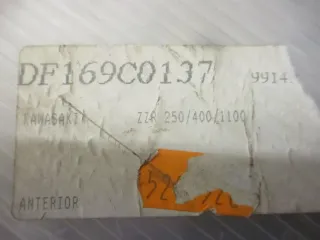 DF169C0137 9914
KAWASAKI ZZR 250/400/1100
ANTERIOR